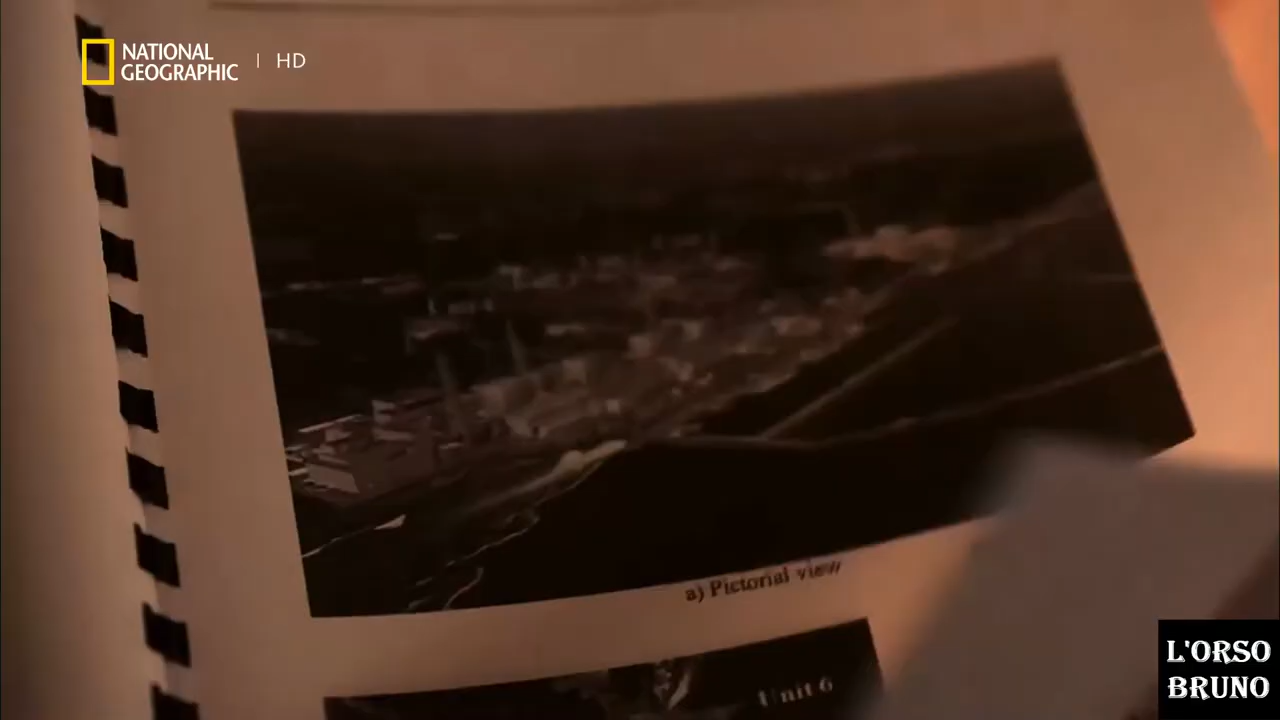 NATIONAL
GEOGRAPHIC | HD
a) Pictorial view
Unit 6
L'ORSO
BRUNO